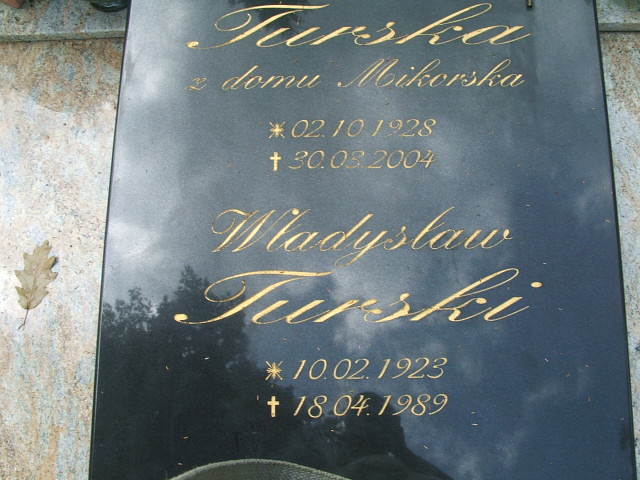 Turska
z domu Mikorska
* 02.10.1928
† 30.03.2004
Władysław
Turski
* 10.02.1923
† 18.04.1989